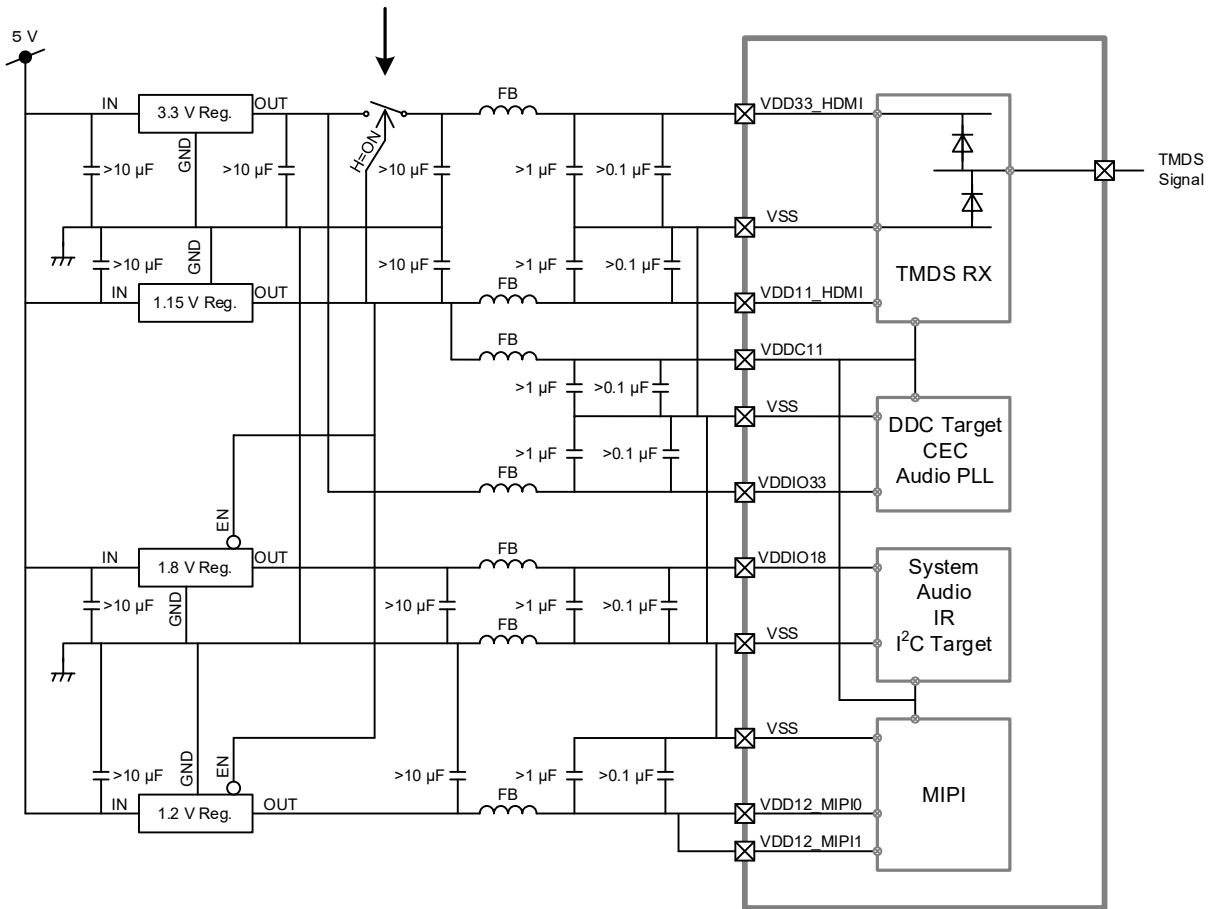 5 V
FB
IN
3.3 V Reg.
OUT
VDD33_HDMI
GND
H=ON
>10 µF
>10 µF
>10 µF
>1 µF
>0.1 µF
TMDS
Signal
VSS
GND
>10 µF
>10 µF
>1 µF
>0.1 µF
TMDS RX
IN
1.15 V Reg.
OUT
FB
VDD11_HDMI
FB
VDDC11
>1 µF
>0.1 µF
VSS
DDC Target
CEC
Audio PLL
>1 µF
>0.1 µF
FB
VDDIO33
EN
IN
1.8 V Reg.
OUT
FB
VDDIO18
System
Audio
IR
I²C Target
GND
>10 µF
>10 µF
>1 µF
>0.1 µF
FB
VSS
VSS
GND
EN
>10 µF
>10 µF
>1 µF
>0.1 µF
MIPI
IN
1.2 V Reg.
OUT
FB
VDD12_MIPI0
VDD12_MIPI1